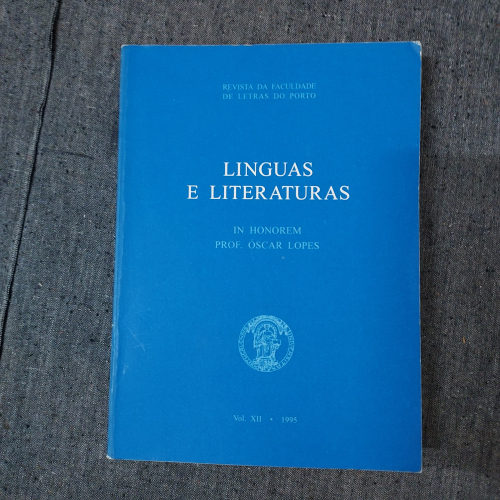 REVISTA DA FACULDADE
DE LETRAS DO PORTO
LINGUAS
E LITERATURAS
IN HONOREM
PROF. ÓSCAR LOPES
Vol. XII • 1995